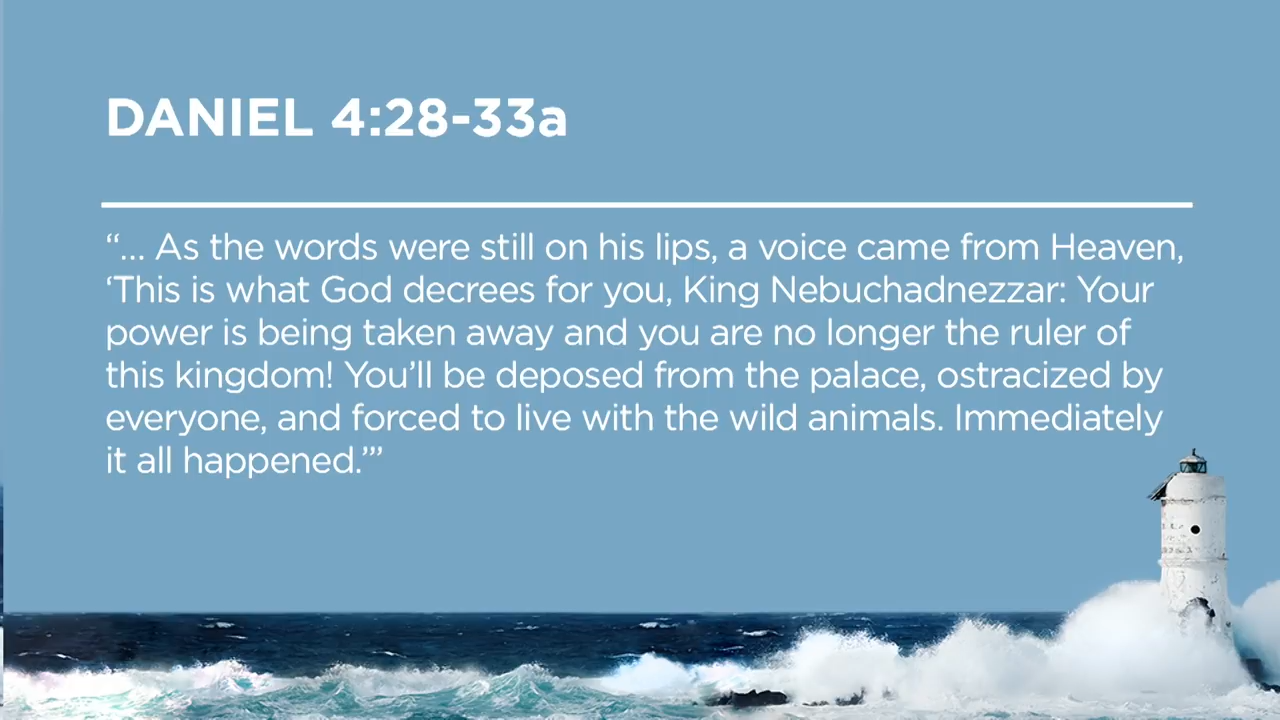 DANIEL 4:28-33a
“... As the words were still on his lips, a voice came from Heaven,
‘This is what God decrees for you, King Nebuchadnezzar: Your
power is being taken away and you are no longer the ruler of
this kingdom! You’ll be deposed from the palace, ostracized by
everyone, and forced to live with the wild animals. Immediately
it all happened.’”